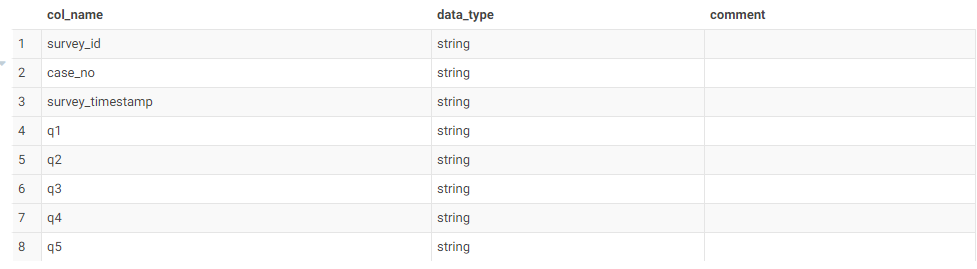 col_name data_type comment
1 survey_id string
2 case_no string
3 survey_timestamp string
4 q1 string
5 q2 string
6 q3 string
7 q4 string
8 q5 string